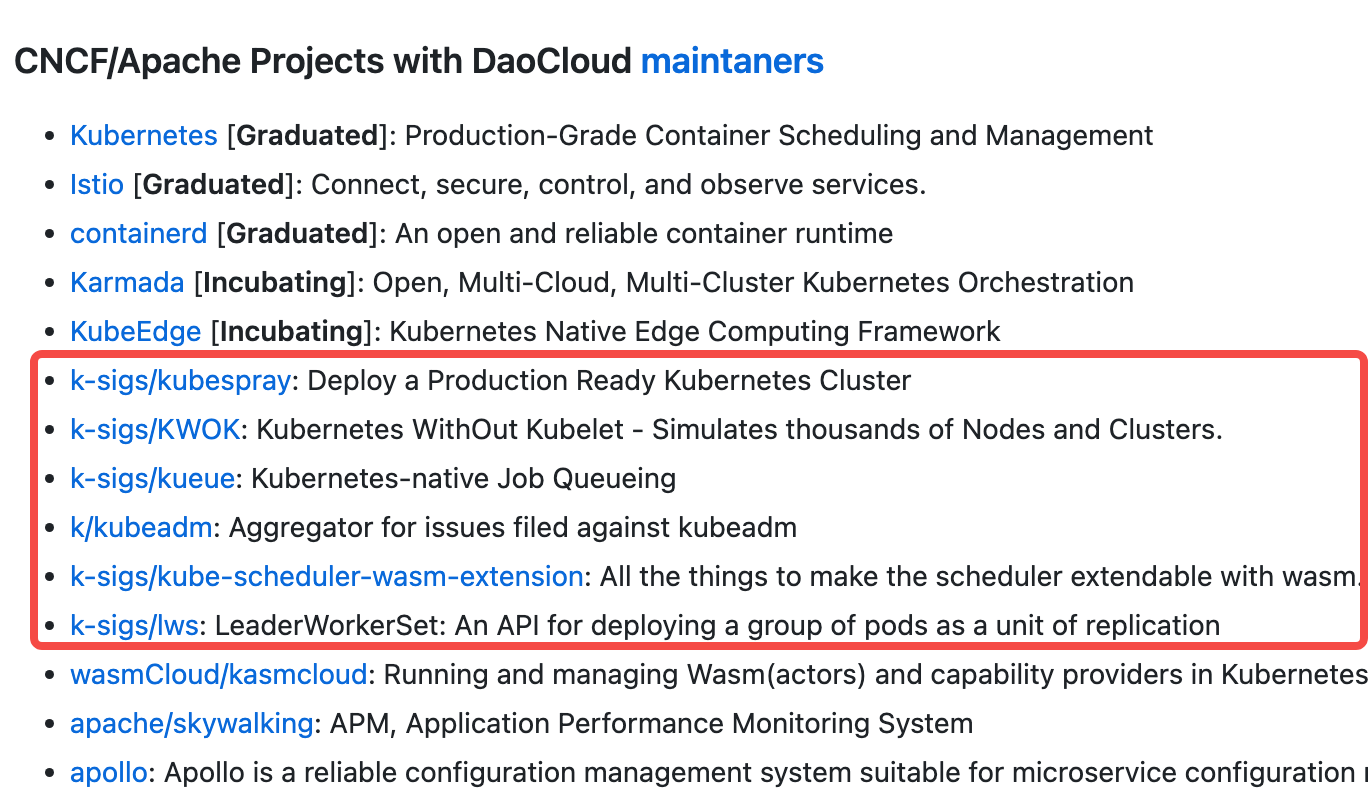 CNCF/Apache Projects with DaoCloud maintaners
• Kubernetes [Graduated]: Production-Grade Container Scheduling and Management
• Istio [Graduated]: Connect, secure, control, and observe services.
• containerd [Graduated]: An open and reliable container runtime
• Karmada [Incubating]: Open, Multi-Cloud, Multi-Cluster Kubernetes Orchestration
• KubeEdge [Incubating]: Kubernetes Native Edge Computing Framework
• k-sigs/kubespray: Deploy a Production Ready Kubernetes Cluster
• k-sigs/KWOK: Kubernetes WithOut Kubelet - Simulates thousands of Nodes and Clusters.
• k-sigs/kueue: Kubernetes-native Job Queueing
• k/kubeadm: Aggregator for issues filed against kubeadm
• k-sigs/kube-scheduler-wasm-extension: All the things to make the scheduler extendable with wasm.
• k-sigs/lws: LeaderWorkerSet: An API for deploying a group of pods as a unit of replication
• wasmCloud/kasmcloud: Running and managing Wasm(actors) and capability providers in Kubernetes
• apache/skywalking: APM, Application Performance Monitoring System
• apollo: Apollo is a reliable configuration management system suitable for microservice configuration